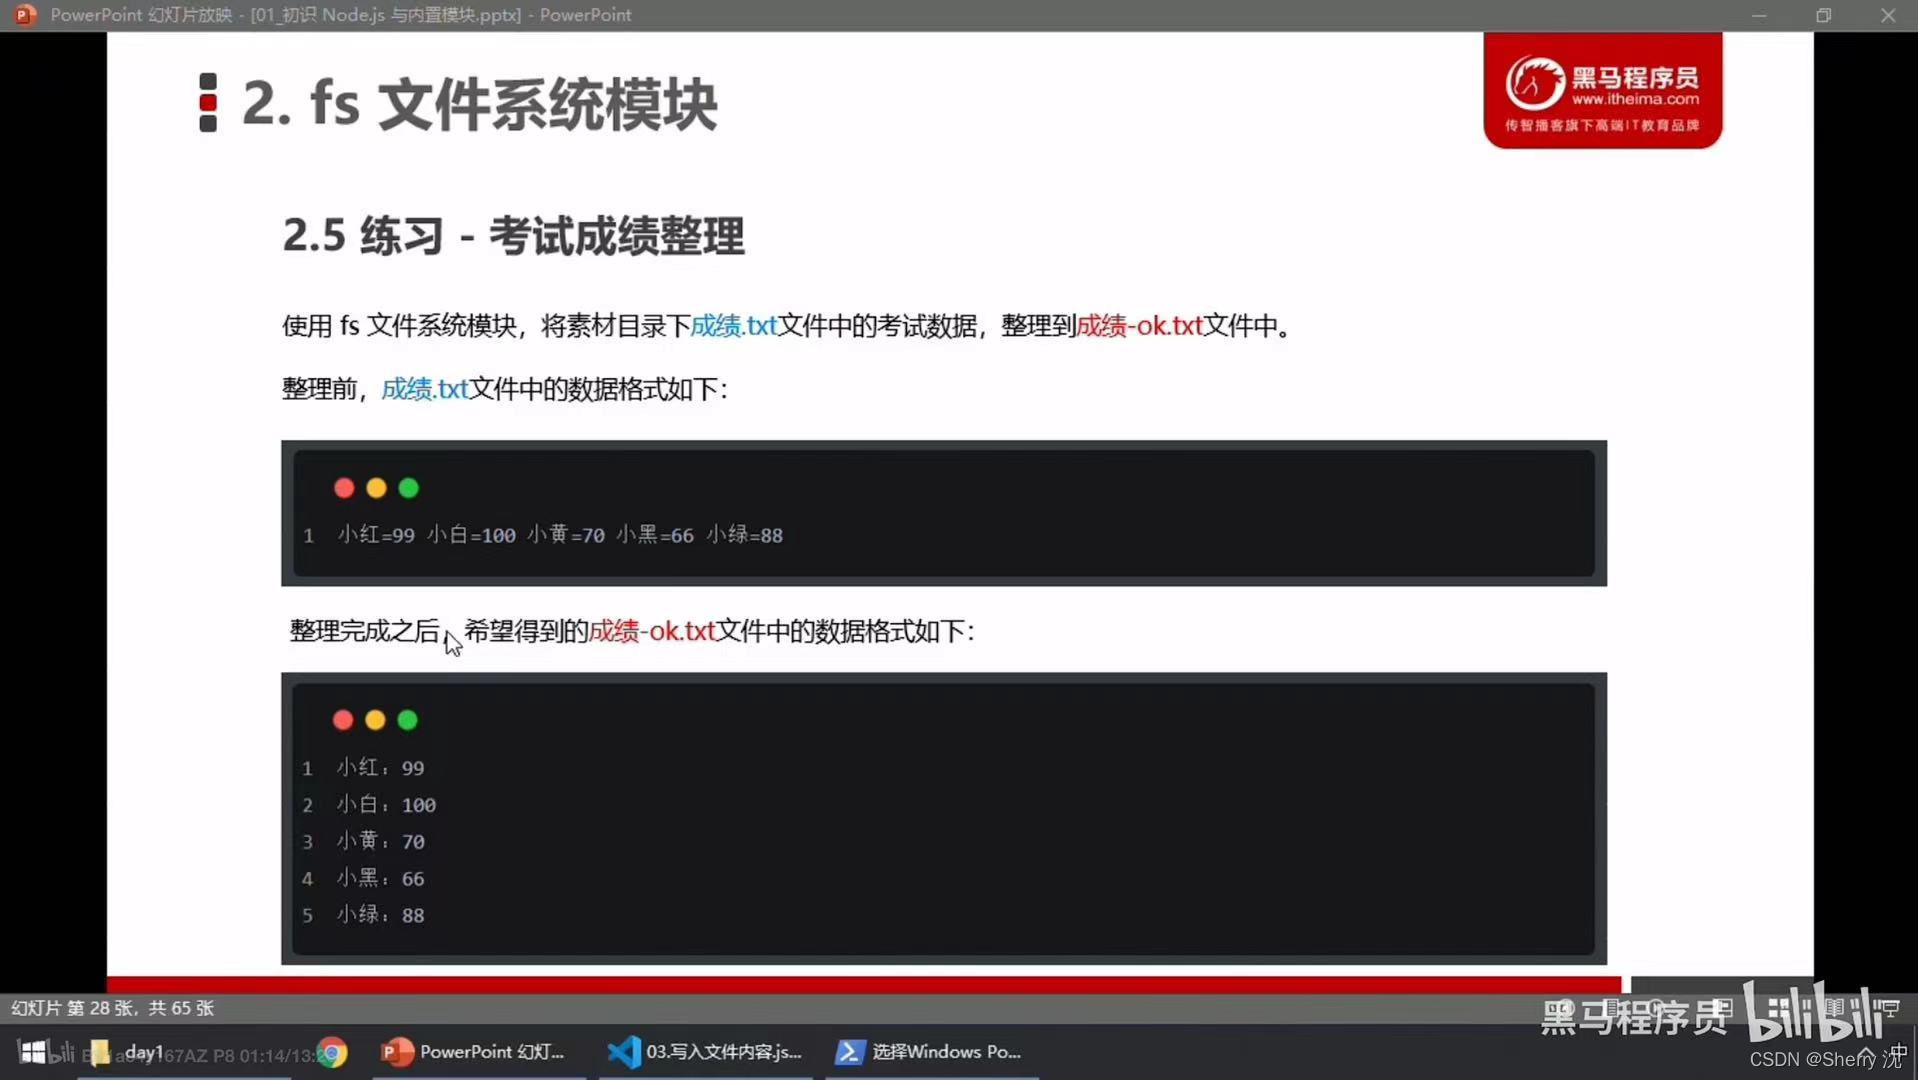 PowerPoint 幻灯片放映 - [01_初识 Node.js 与内置模块.pptx] - PowerPoint
2. fs 文件系统模块
黑马程序员
www.itheima.com
传智播客旗下高端IT教育品牌
2.5 练习 - 考试成绩整理
使用 fs 文件系统模块，将素材目录下成绩.txt文件中的考试数据，整理到成绩-ok.txt文件中。
整理前，成绩.txt文件中的数据格式如下：
1 小红=99 小白=100 小黄=70 小黑=66 小绿=88
整理完成之后，希望得到的成绩-ok.txt文件中的数据格式如下：
1 小红：99
2 小白：100
3 小黄：70
4 小黑：66
5 小绿：88
幻灯片 第 28 张，共 65 张
黑马程序员 bilibili
day1
P8 01:14/13:
PowerPoint 幻灯...
03.写入文件内容.js...
选择Windows Po...
中
CSDN @Sherry 沈